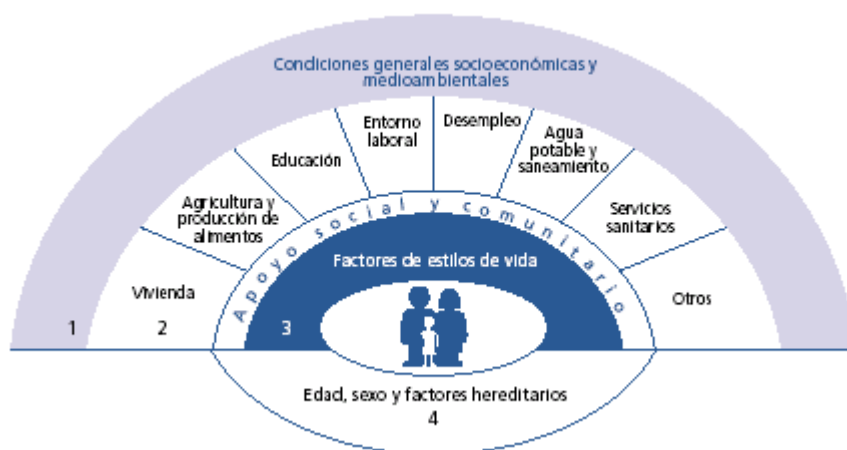 Condiciones generales socioeconómicas y
medioambientales
Vivienda
Agricultura y
producción de
alimentos
Educación
Entorno
laboral
Desempleo
Agua
potable y
saneamiento
Servicios
sanitarios
Otros
Apoyo social y comunitario
Factores de estilos de vida
1
2
3
Edad, sexo y factores hereditarios
4